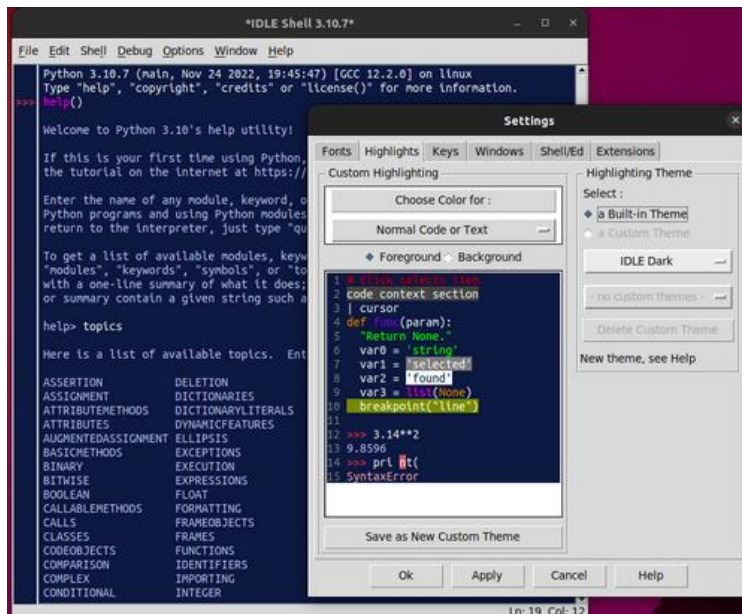 *IDLE Shell 3.10.7*
File Edit Shell Debug Options Window Help
Python 3.10.7 (main, Nov 24 2022, 19:45:47) [GCC 12.2.0] on linux
Type "help", "copyright", "credits" or "license()" for more information.
>>> help()
Welcome to Python 3.10's help utility!
If this is your first time using Python,
the tutorial on the internet at https:/
Enter the name of any module, keyword, o
Python programs and using Python modules
return to the interpreter, just type "qu
To get a list of available modules, keyw
"modules", "keywords", "symbols", or "to
with a one-line summary of what it does;
or summary contain a given string such a
help> topics
Here is a list of available topics. Ent
ASSERTION DELETION
ASSIGNMENT DICTIONARIES
ATTRIBUTEMETHODS DICTIONARYLITERALS
ATTRIBUTES DYNAMICFEATURES
AUGMENTEDASSIGNMENT ELLIPSIS
BASICMETHODS EXCEPTIONS
BINARY EXECUTION
BITWISE EXPRESSIONS
BOOLEAN FLOAT
CALLABLEMETHODS FORMATTING
CALLS FRAMEOBJECTS
CLASSES FRAMES
CODEOBJECTS FUNCTIONS
COMPARISON IDENTIFIERS
COMPLEX IMPORTING
CONDITIONAL INTEGER
Ln: 19 Col: 12
Settings
Fonts Highlights Keys Windows Shell/Ed Extensions
Custom Highlighting
Choose Color for :
Normal Code or Text
Foreground Background
1 # Click selects item.
2 code context section
3 | cursor
4 def func(param):
5 "Return None."
6 var0 = 'string'
7 var1 = 'selected'
8 var2 = 'found'
9 var3 = list(None)
10 breakpoint("line")
11
12 >>> 3.14**2
13 9.8596
14 >>> pri nt(
15 SyntaxError
Save as New Custom Theme
Highlighting Theme
Select :
a Built-in Theme
a Custom Theme
IDLE Dark
- no custom themes -
Delete Custom Theme
New theme, see Help
Ok Apply Cancel Help